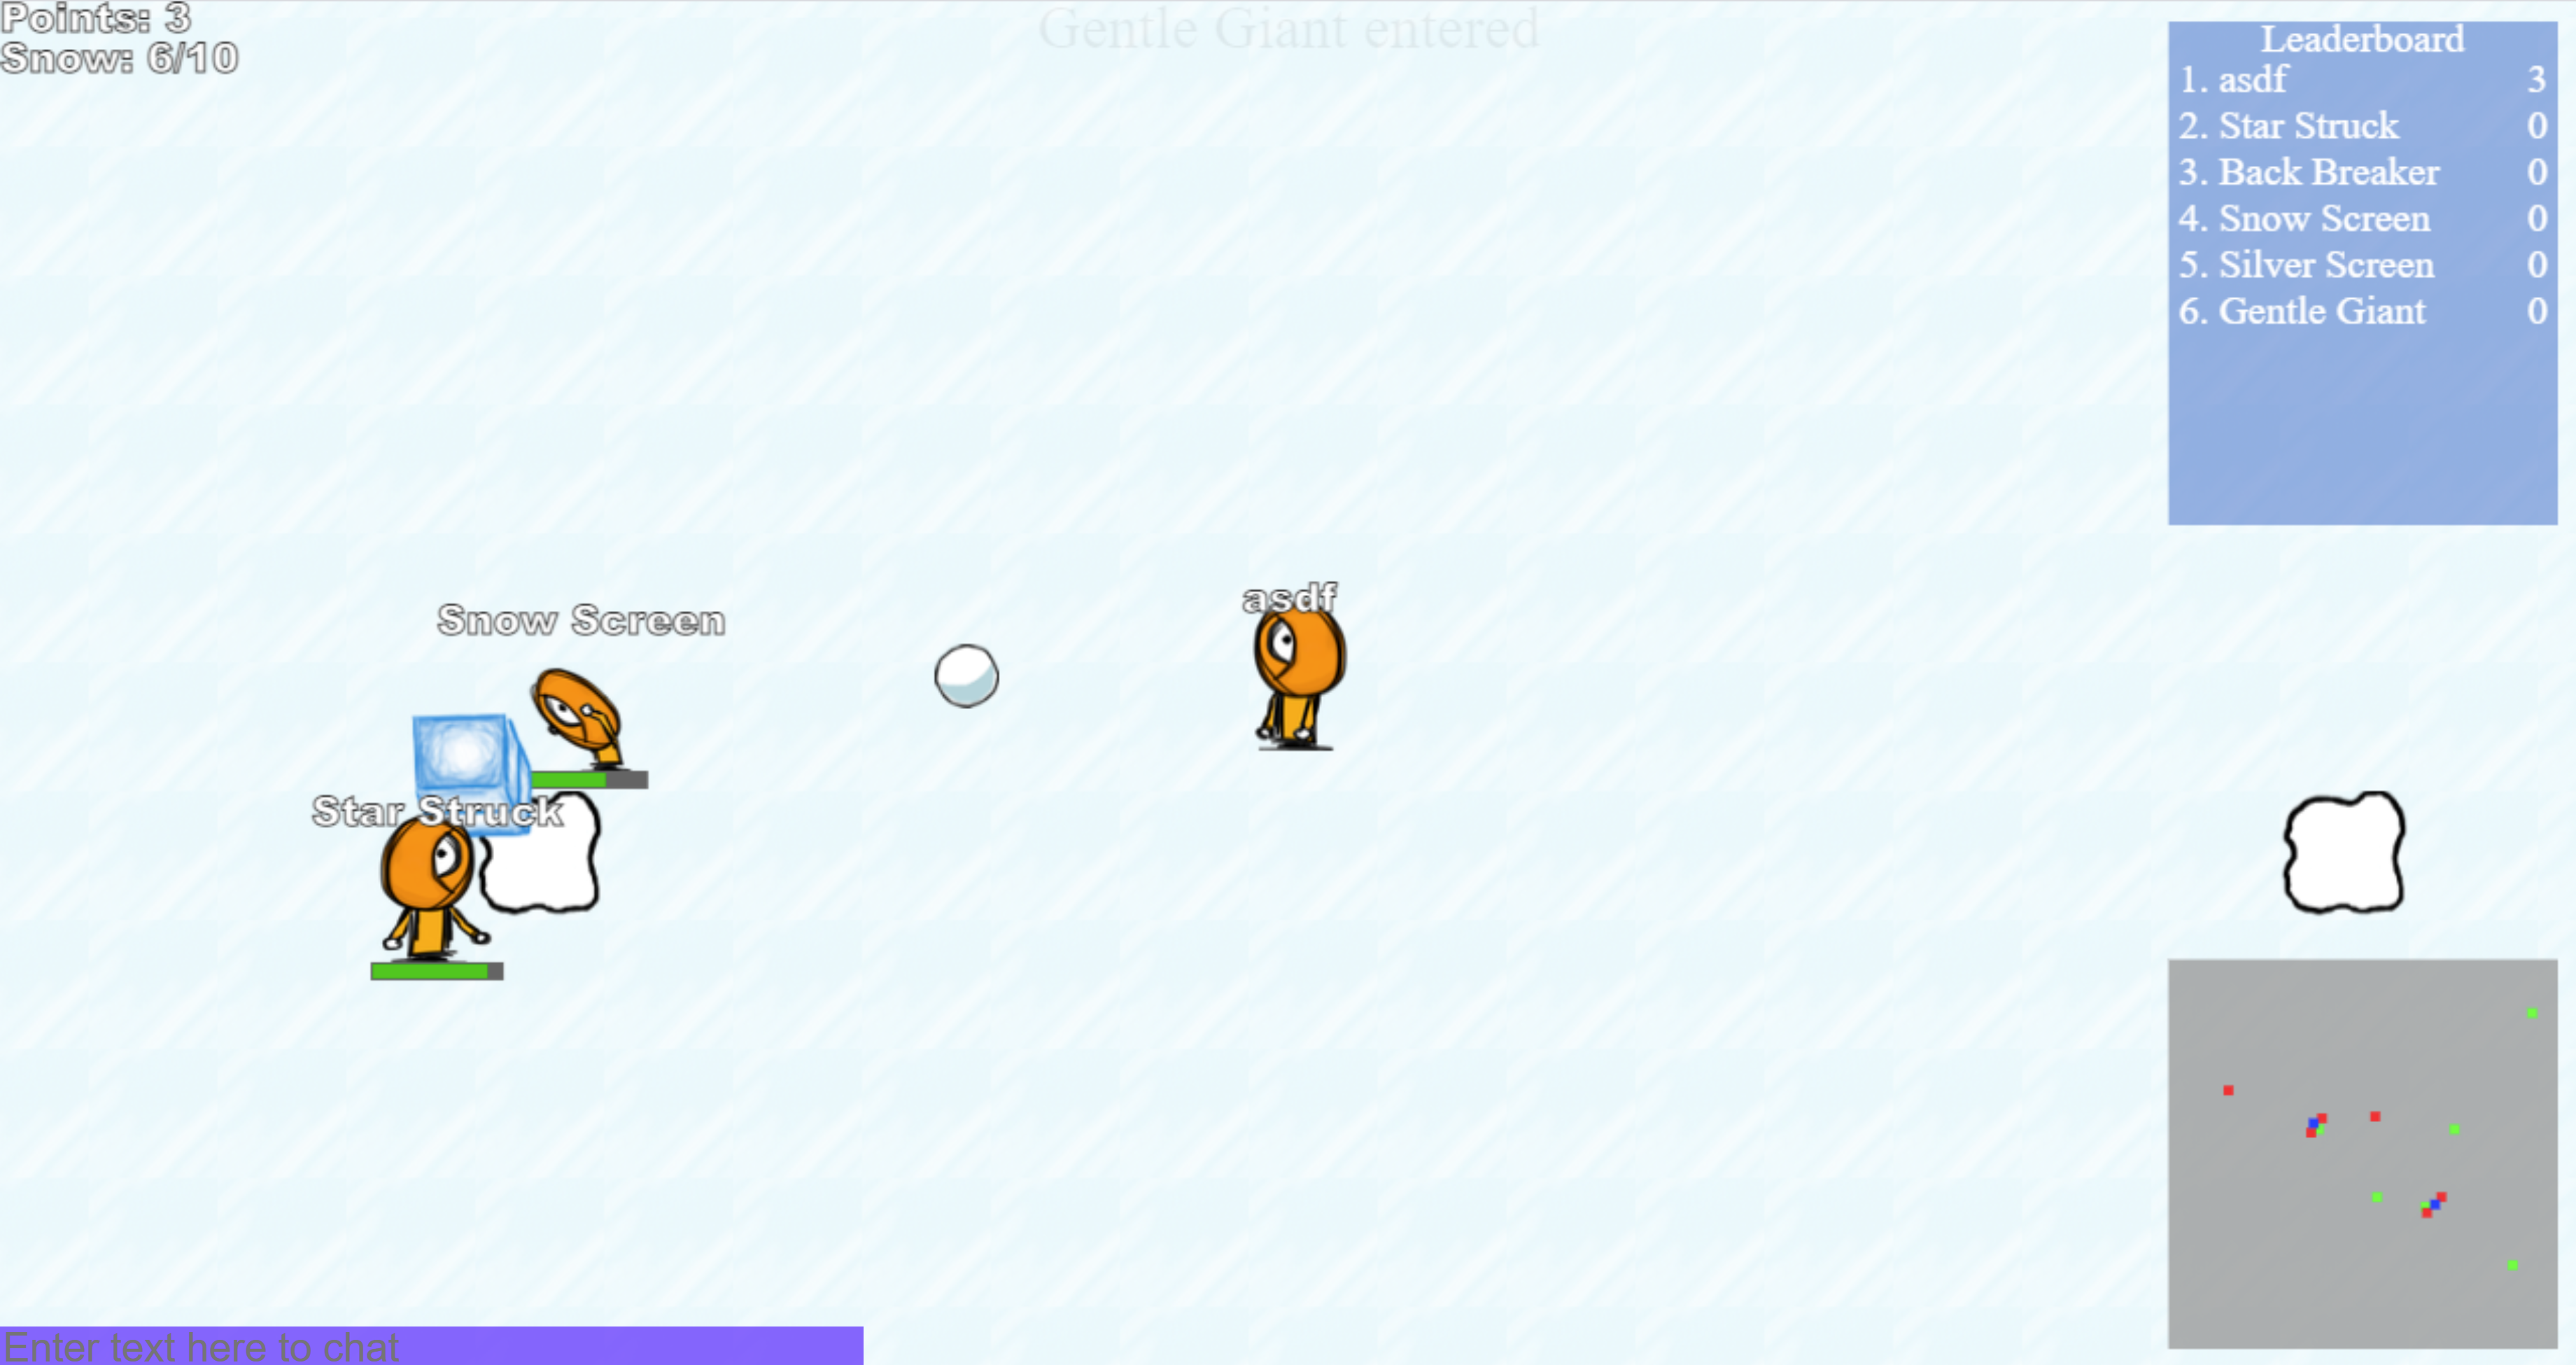 Points: 3
Snow: 6/10
Gentle Giant entered
Leaderboard
1. asdf 3
2. Star Struck 0
3. Back Breaker 0
4. Snow Screen 0
5. Silver Screen 0
6. Gentle Giant 0
asdf
Snow Screen
Star Struck
Enter text here to chat